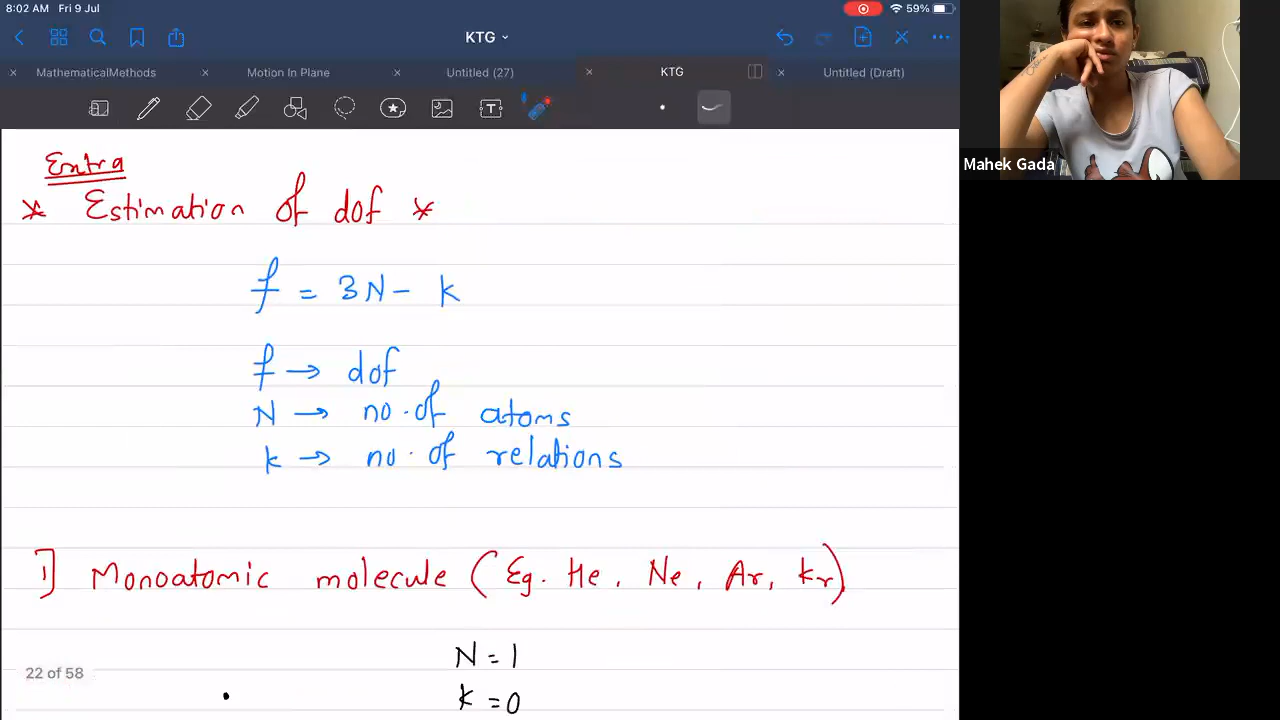 8:02 AM Fri 9 Jul
59%
KTG
MathematicalMethods
Motion In Plane
Untitled (27)
KTG
Untitled (Draft)
T
Mahek Gada
Extra
* Estimation of dof *
f = 3N - k
f → dof
N → no. of atoms
k → no. of relations
1] Monoatomic molecule (Eg. He, Ne, Ar, Kr)
N = 1
k = 0
22 of 58